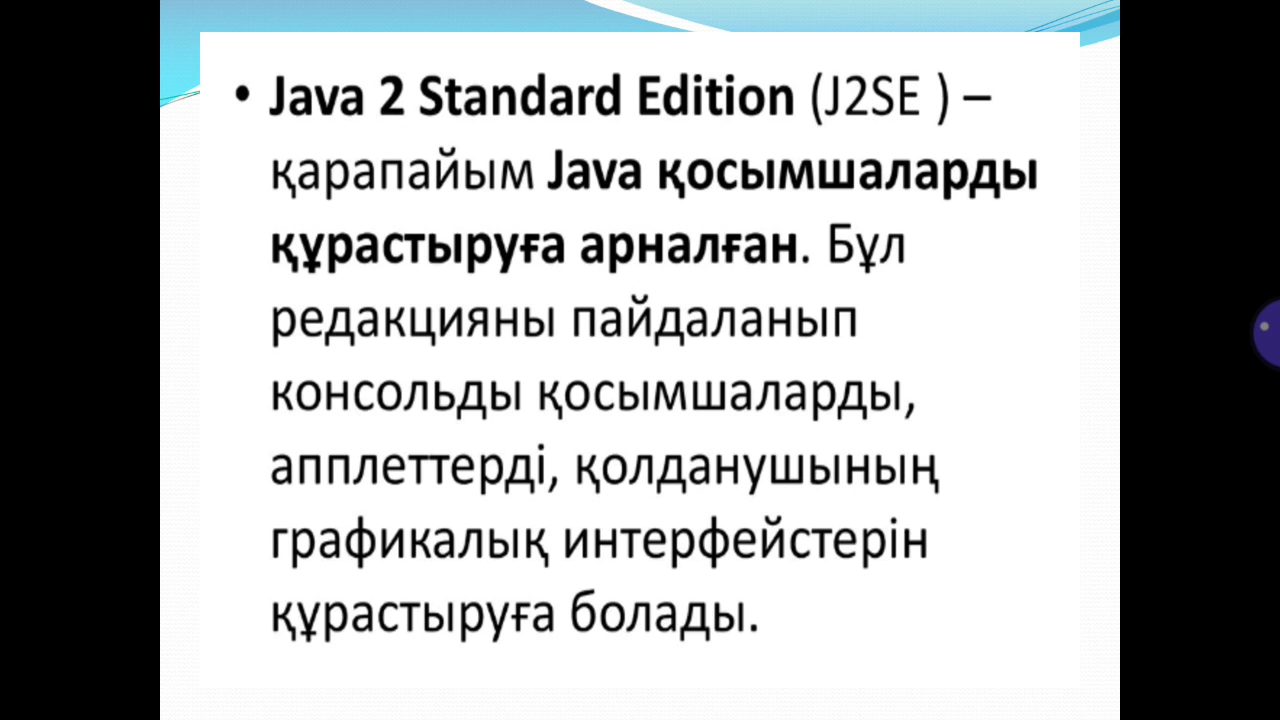 • Java 2 Standard Edition (J2SE ) –
қарапайым Java қосымшаларды
құрастыруға арналған. Бұл
редакцияны пайдаланып
консольды қосымшаларды,
апплеттерді, қолданушының
графикалық интерфейстерін
құрастыруға болады.